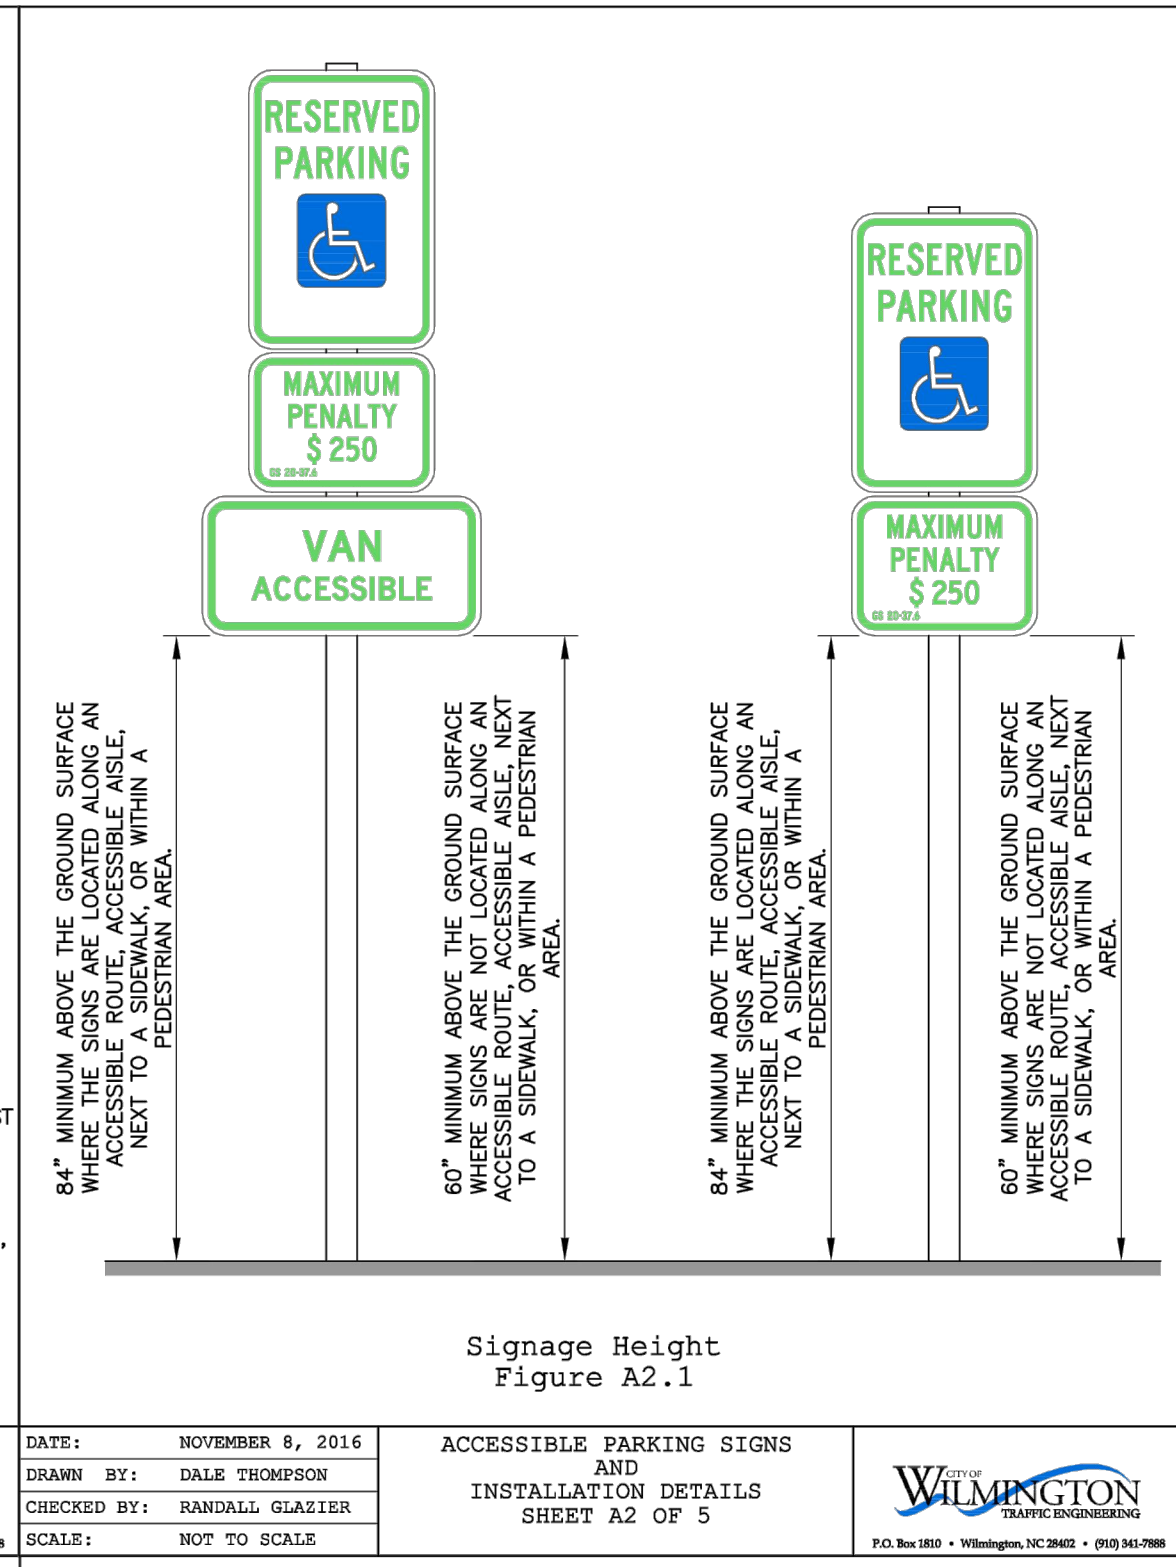 RESERVED
PARKING
MAXIMUM
PENALTY
$ 250
GS 20-37.6
VAN
ACCESSIBLE
RESERVED
PARKING
MAXIMUM
PENALTY
$ 250
GS 20-37.6
84" MINIMUM ABOVE THE GROUND SURFACE
WHERE THE SIGNS ARE LOCATED ALONG AN
ACCESSIBLE ROUTE, ACCESSIBLE AISLE,
NEXT TO A SIDEWALK, OR WITHIN A
PEDESTRIAN AREA.
60" MINIMUM ABOVE THE GROUND SURFACE
WHERE SIGNS ARE NOT LOCATED ALONG AN
ACCESSIBLE ROUTE, ACCESSIBLE AISLE, NEXT
TO A SIDEWALK, OR WITHIN A PEDESTRIAN
AREA.
84" MINIMUM ABOVE THE GROUND SURFACE
WHERE THE SIGNS ARE LOCATED ALONG AN
ACCESSIBLE ROUTE, ACCESSIBLE AISLE,
NEXT TO A SIDEWALK, OR WITHIN A
PEDESTRIAN AREA.
60" MINIMUM ABOVE THE GROUND SURFACE
WHERE SIGNS ARE NOT LOCATED ALONG AN
ACCESSIBLE ROUTE, ACCESSIBLE AISLE, NEXT
TO A SIDEWALK, OR WITHIN A PEDESTRIAN
AREA.
Signage Height
Figure A2.1
DATE: NOVEMBER 8, 2016
DRAWN BY: DALE THOMPSON
CHECKED BY: RANDALL GLAZIER
SCALE: NOT TO SCALE
ACCESSIBLE PARKING SIGNS
AND
INSTALLATION DETAILS
SHEET A2 OF 5
CITY OF
WILMINGTON
TRAFFIC ENGINEERING
P.O. Box 1810 • Wilmington, NC 28402 • (910) 341-7888